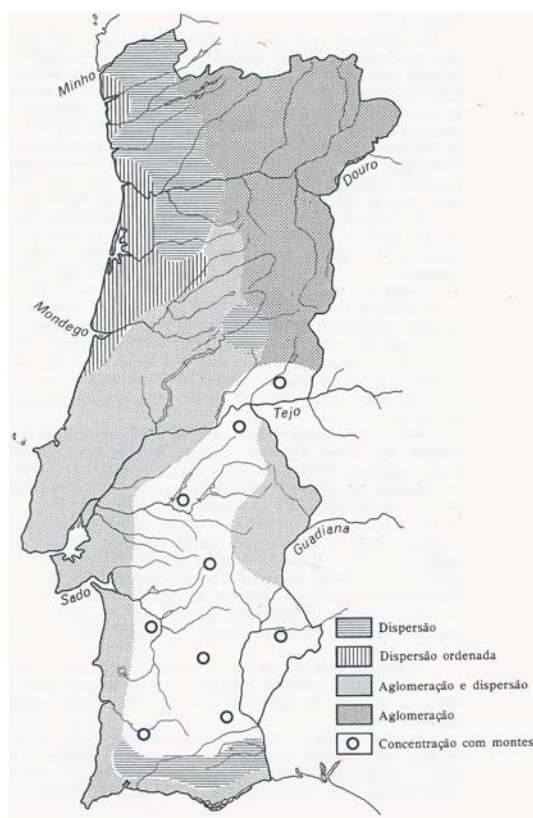 Minho
Douro
Mondego
Tejo
Guadiana
Sado
Dispersão
Dispersão ordenada
Aglomeração e dispersão
Aglomeração
Concentração com montes